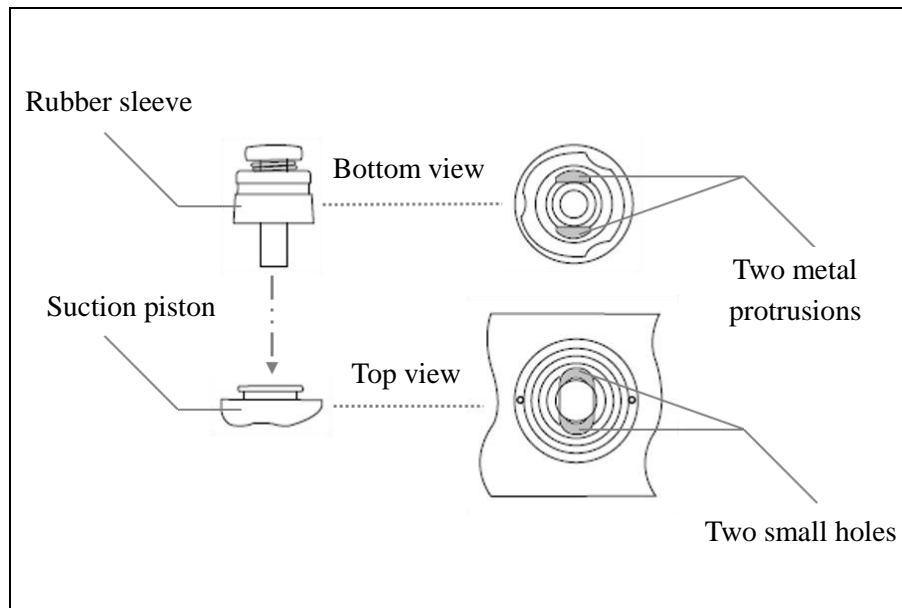 Rubber sleeve
Bottom view
Two metal
protrusions
Suction piston
Top view
Two small holes